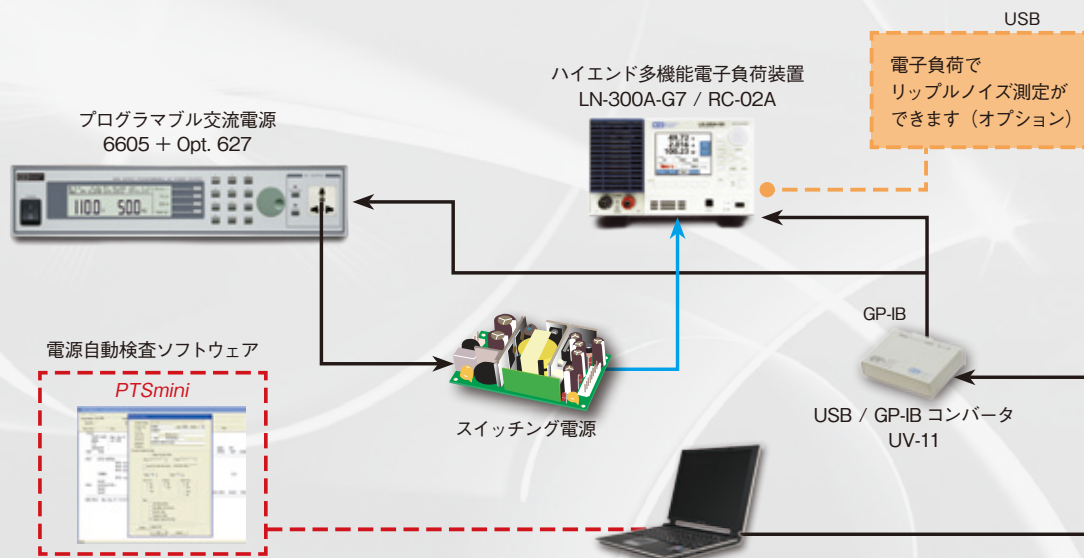 USB
電子負荷で
リップルノイズ測定が
できます（オプション）
ハイエンド多機能電子負荷装置
LN-300A-G7 / RC-02A
プログラマブル交流電源
6605 + Opt. 627
1100
500
GP-IB
電源自動検査ソフトウェア
PTSmini
スイッチング電源
USB / GP-IB コンバータ
UV-11